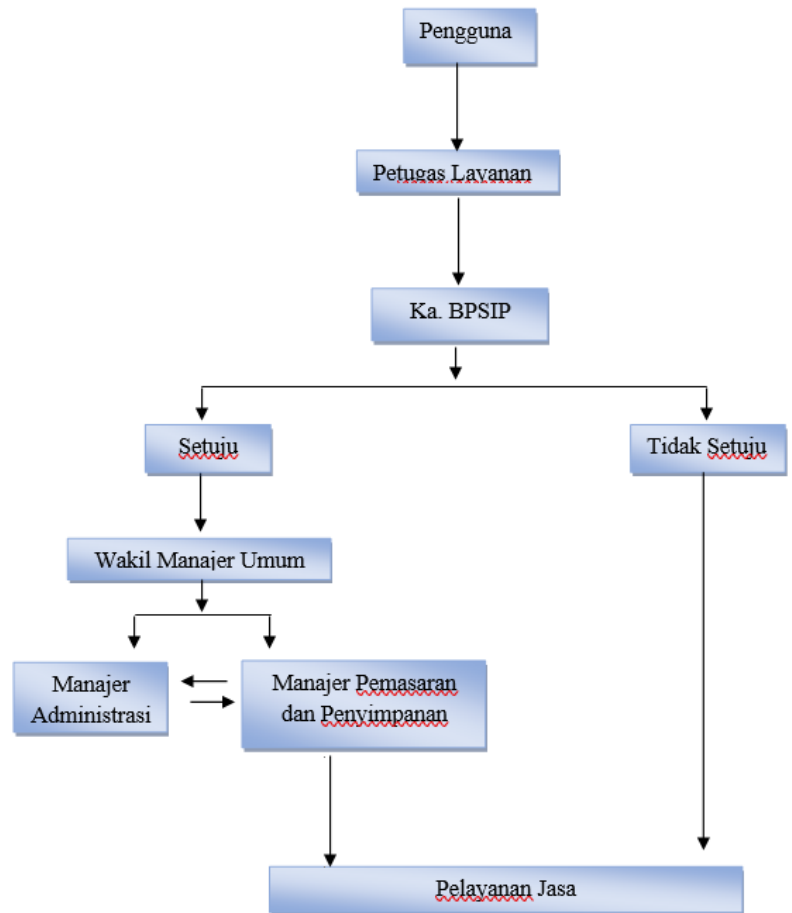 Pengguna
Petugas Layanan
Ka. BPSIP
Setuju
Tidak Setuju
Wakil Manajer Umum
Manajer
Administrasi
Manajer Pemasaran
dan Penyimpanan
Pelayanan Jasa